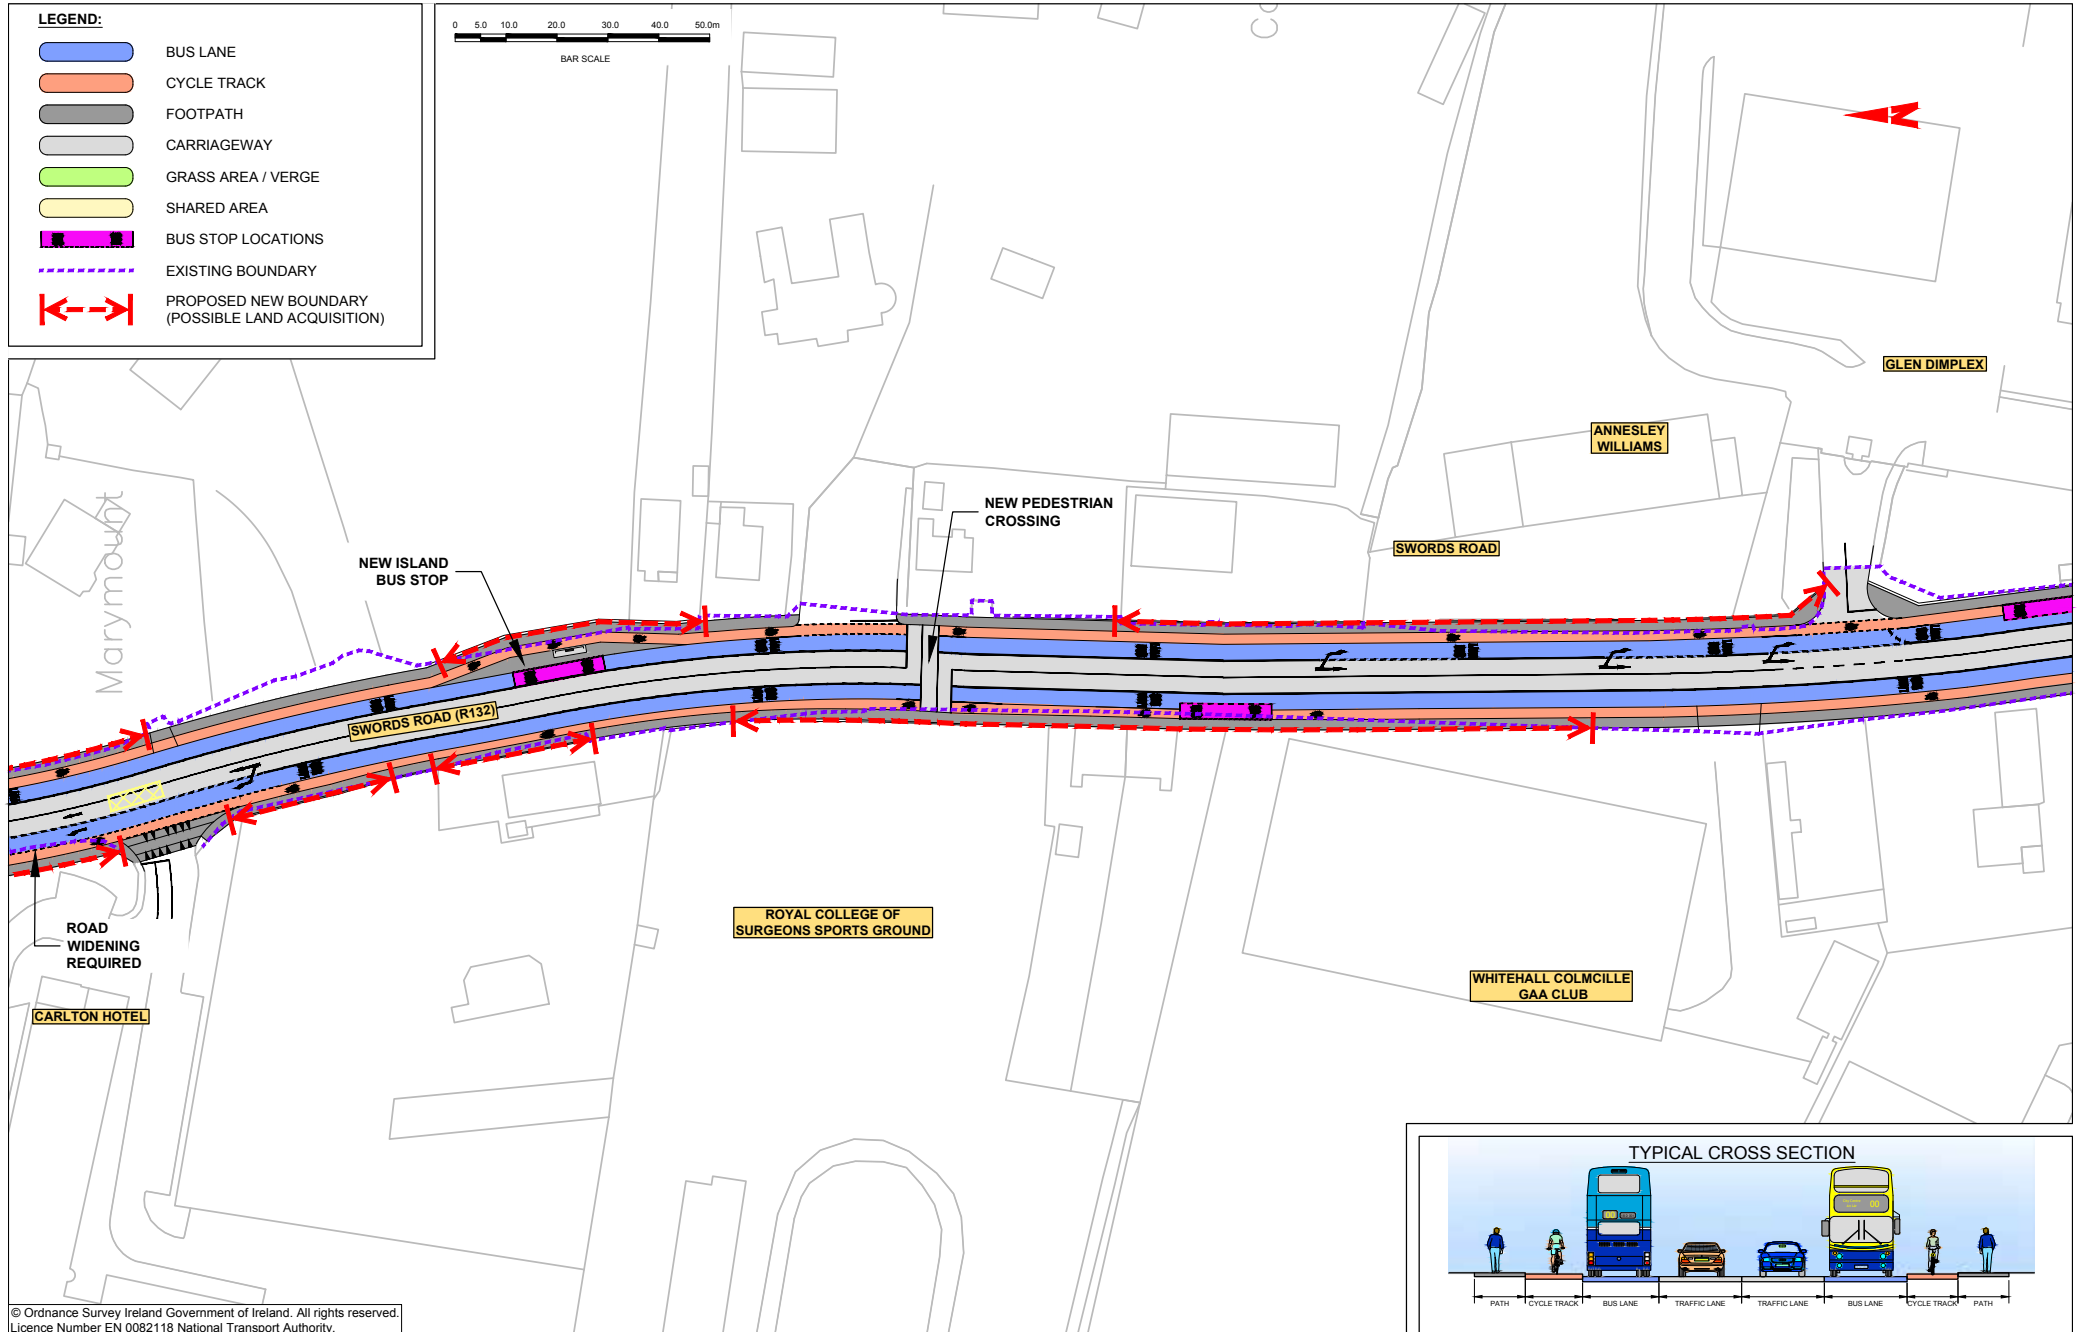 LEGEND:
BUS LANE
CYCLE TRACK
FOOTPATH
CARRIAGEWAY
GRASS AREA / VERGE
SHARED AREA
BUS STOP LOCATIONS
EXISTING BOUNDARY
PROPOSED NEW BOUNDARY
(POSSIBLE LAND ACQUISITION)
0 5.0 10.0 20.0 30.0 40.0 50.0m
BAR SCALE
N
GLEN DIMPLEX
ANNESLEY
WILLIAMS
SWORDS ROAD
NEW PEDESTRIAN
CROSSING
NEW ISLAND
BUS STOP
Marymount
SWORDS ROAD (R132)
ROAD
WIDENING
REQUIRED
CARLTON HOTEL
ROYAL COLLEGE OF
SURGEONS SPORTS GROUND
WHITEHALL COLMCILLE
GAA CLUB
TYPICAL CROSS SECTION
00
00
PATH
CYCLE TRACK
BUS LANE
TRAFFIC LANE
TRAFFIC LANE
BUS LANE
CYCLE TRACK
PATH
© Ordnance Survey Ireland Government of Ireland. All rights reserved.
Licence Number EN 0082118 National Transport Authority.